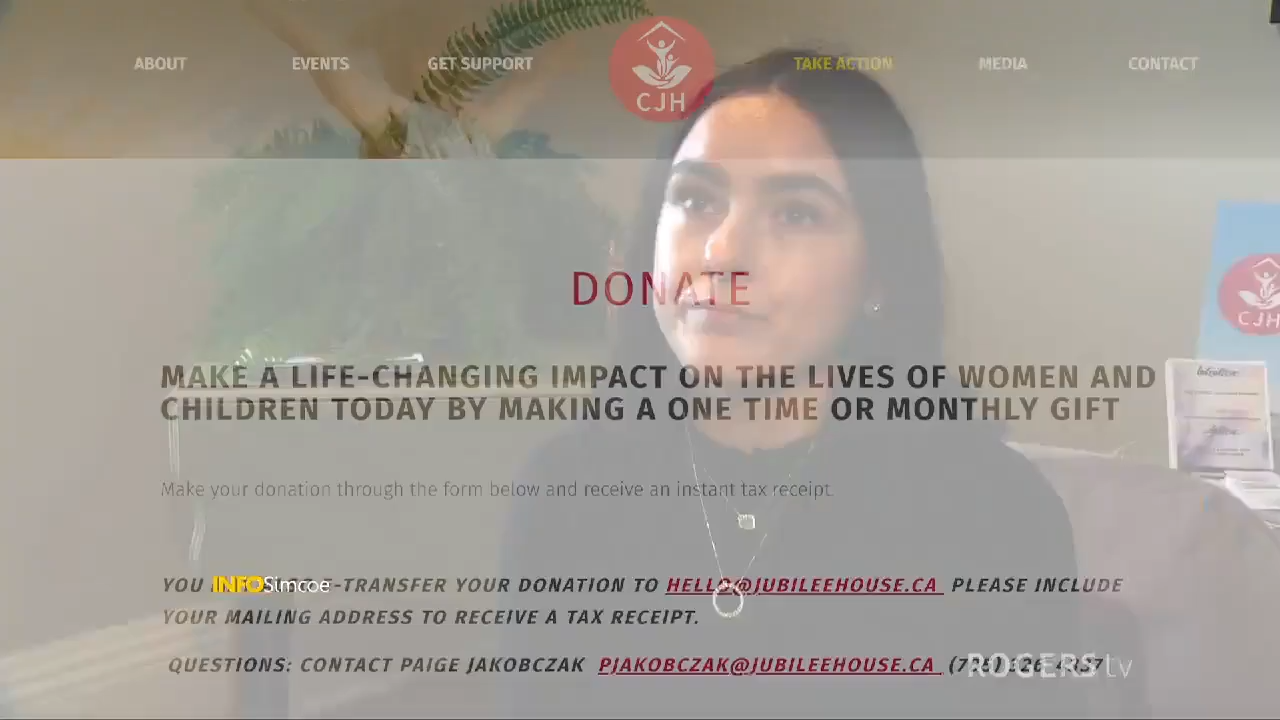 ABOUT
EVENTS
GET SUPPORT
CJH
TAKE ACTION
MEDIA
CONTACT
DONATE
CJH
MAKE A LIFE-CHANGING IMPACT ON THE LIVES OF WOMEN AND
CHILDREN TODAY BY MAKING A ONE TIME OR MONTHLY GIFT
Make your donation through the form below and receive an instant tax receipt.
YOU -TRANSFER YOUR DONATION TO HELLO@JUBILEEHOUSE.CA PLEASE INCLUDE
INFOSimcoe
YOUR MAILING ADDRESS TO RECEIVE A TAX RECEIPT.
QUESTIONS: CONTACT PAIGE JAKOBCZAK PJAKOBCZAK@JUBILEEHOUSE.CA
ROGERS tv